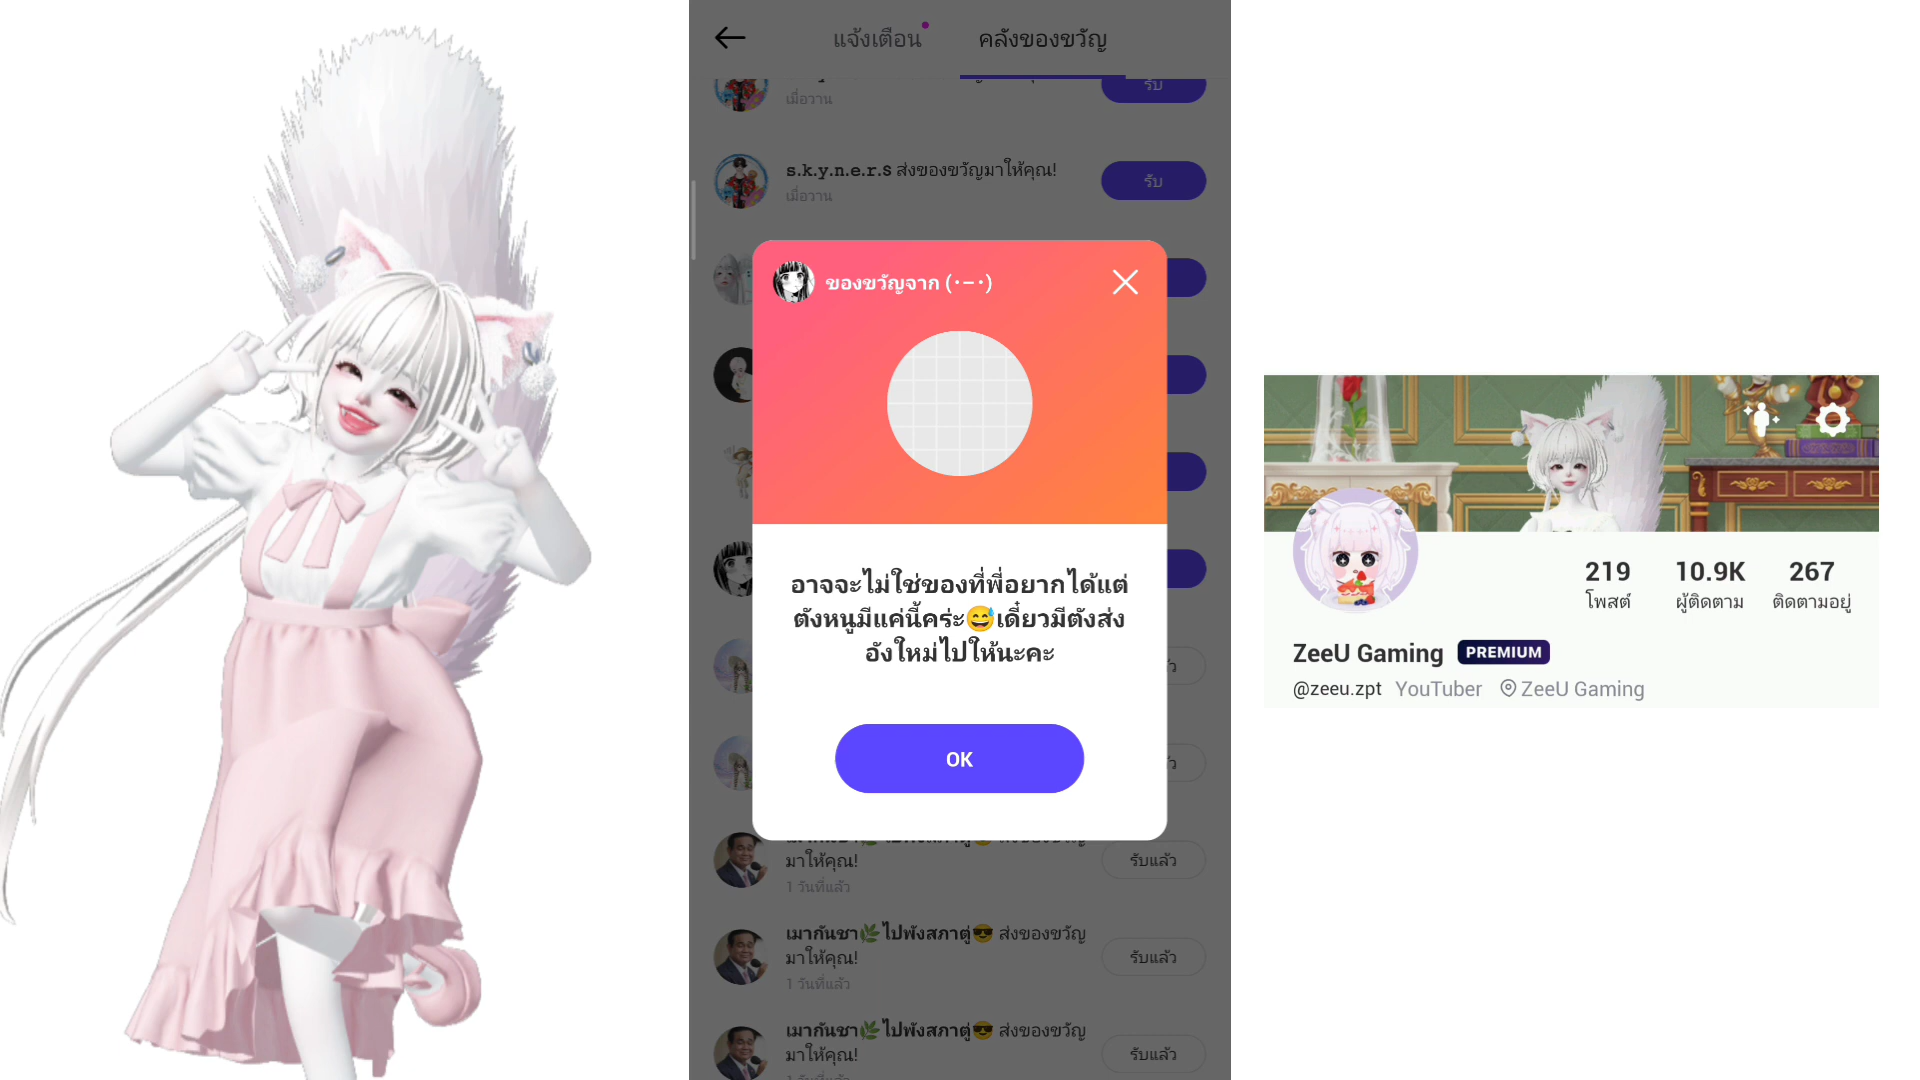 แจ้งเตือน
คลังของขวัญ
เมื่อวาน
รับ
s.k.y.n.e.r.s ส่งของขวัญมาให้คุณ!
เมื่อวาน
รับ
ของขวัญจาก (･−･)
อาจจะไม่ใช่ของที่พี่อยากได้แต่
ตังหนูมีแค่นี้คร่ะ😅เดี๋ยวมีตังส่ง
อังใหม่ไปให้นะคะ
OK
มาให้คุณ!
1 วันที่แล้ว
รับแล้ว
เมากันชา🌿ไปพังสภาตู่😎 ส่งของขวัญ
มาให้คุณ!
1 วันที่แล้ว
รับแล้ว
เมากันชา🌿ไปพังสภาตู่😎 ส่งของขวัญ
มาให้คุณ!
รับแล้ว
219 10.9K 267
โพสต์ ผู้ติดตาม ติดตามอยู่
ZeeU Gaming PREMIUM
@zeeu.zpt YouTuber ZeeU Gaming